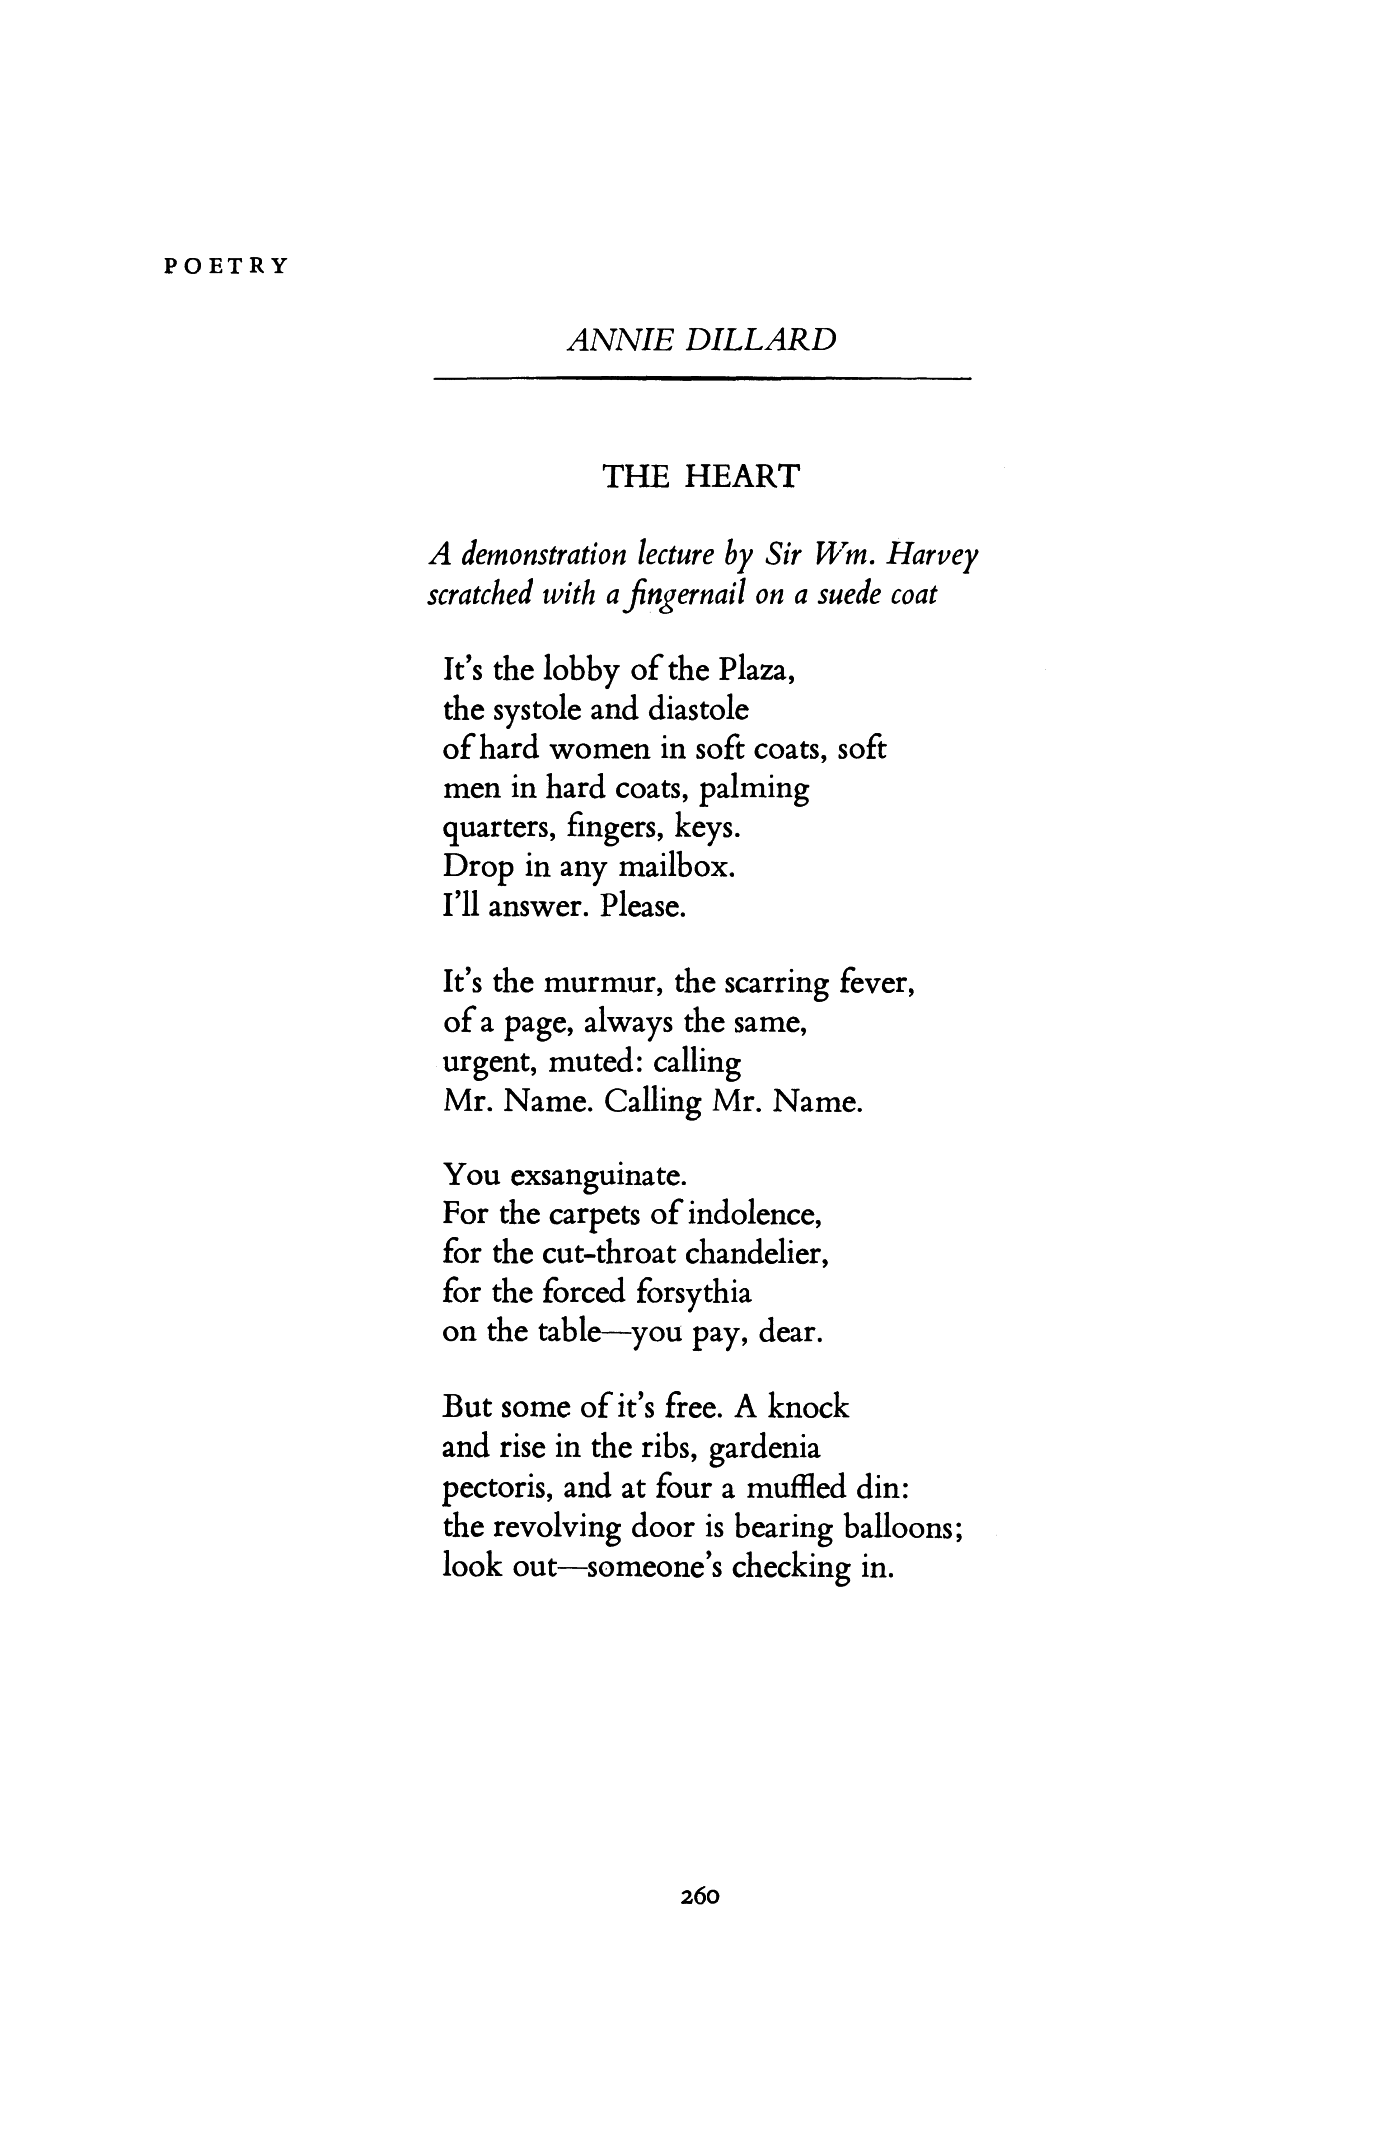 POETRY
ANNIE DILLARD
THE HEART
A demonstration lecture by Sir Wm. Harvey
scratched with a fingernail on a suede coat
It's the lobby of the Plaza,
the systole and diastole
of hard women in soft coats, soft
men in hard coats, palming
quarters, fingers, keys.
Drop in any mailbox.
I'll answer. Please.
It's the murmur, the scarring fever,
of a page, always the same,
urgent, muted: calling
Mr. Name. Calling Mr. Name.
You exsanguinate.
For the carpets of indolence,
for the cut-throat chandelier,
for the forced forsythia
on the table—you pay, dear.
But some of it's free. A knock
and rise in the ribs, gardenia
pectoris, and at four a muffled din:
the revolving door is bearing balloons;
look out—someone's checking in.
260